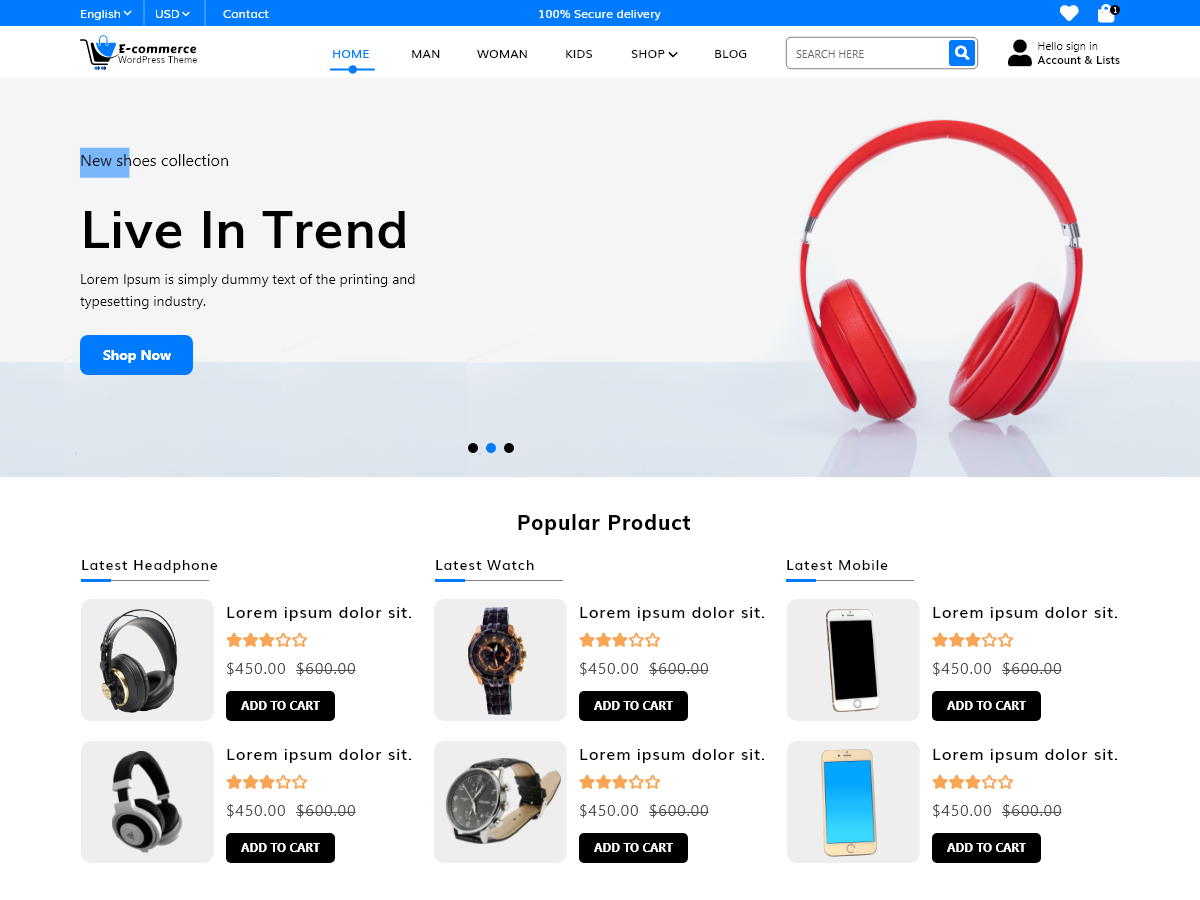 English USD Contact 100% Secure delivery 1
E-commerce
WordPress Theme
HOME MAN WOMAN KIDS SHOP BLOG SEARCH HERE
Hello sign in
Account & Lists
New shoes collection
Live In Trend
Lorem Ipsum is simply dummy text of the printing and
typesetting industry.
Shop Now
Popular Product
Latest Headphone
Latest Watch
Latest Mobile
Lorem ipsum dolor sit.
$450.00 $600.00
ADD TO CART
Lorem ipsum dolor sit.
$450.00 $600.00
ADD TO CART
Lorem ipsum dolor sit.
$450.00 $600.00
ADD TO CART
Lorem ipsum dolor sit.
$450.00 $600.00
ADD TO CART
Lorem ipsum dolor sit.
$450.00 $600.00
ADD TO CART
Lorem ipsum dolor sit.
$450.00 $600.00
ADD TO CART